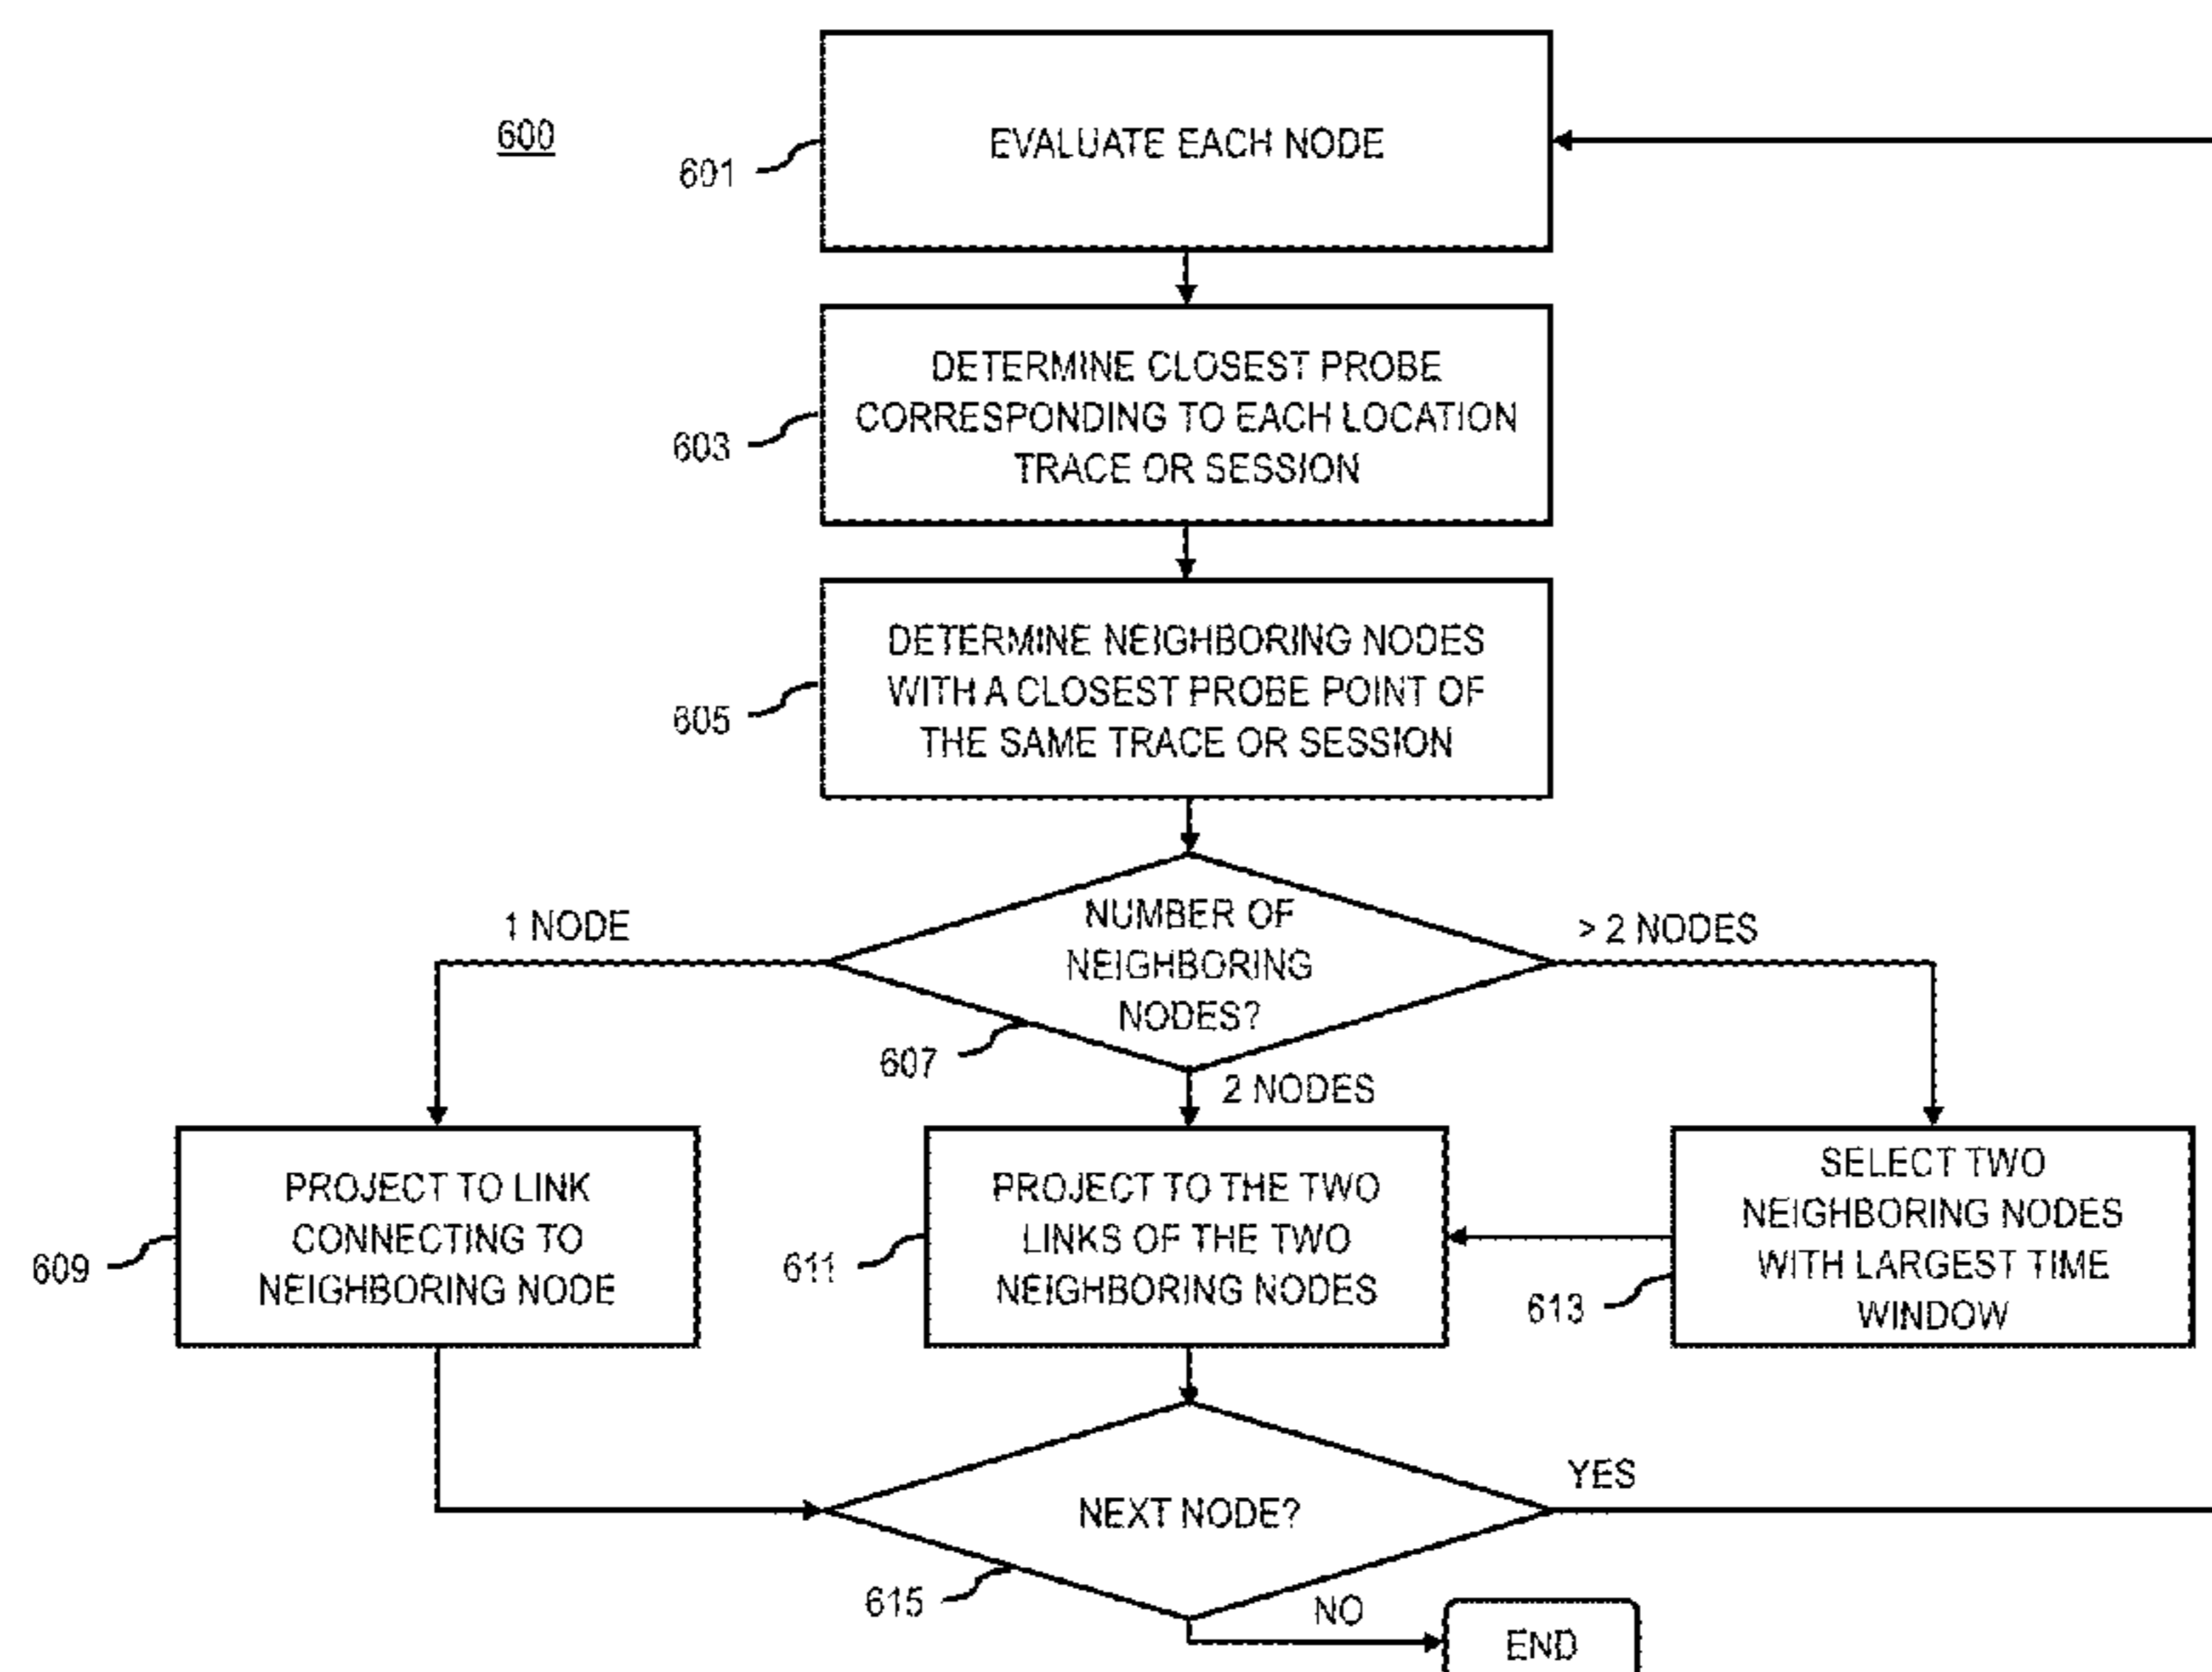 600
EVALUATE EACH NODE
601
DETERMINE CLOSEST PROBE
CORRESPONDING TO EACH LOCATION
TRACE OR SESSION
603
DETERMINE NEIGHBORING NODES
WITH A CLOSEST PROBE POINT OF
THE SAME TRACE OR SESSION
605
1 NODE
NUMBER OF
NEIGHBORING
NODES?
> 2 NODES
607
2 NODES
PROJECT TO LINK
CONNECTING TO
NEIGHBORING NODE
609
PROJECT TO THE TWO
LINKS OF THE TWO
NEIGHBORING NODES
611
SELECT TWO
NEIGHBORING NODES
WITH LARGEST TIME
WINDOW
613
NEXT NODE?
YES
615
NO
END